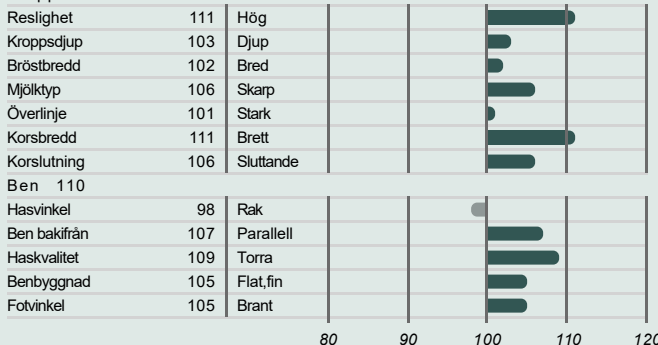 Reslighet 111 Hög
Kroppsdjup 103 Djup
Bröstbredd 102 Bred
Mjölktyp 106 Skarp
Överlinje 101 Stark
Korsbredd 111 Brett
Korslutning 106 Sluttande
Ben 110
Hasvinkel 98 Rak
Ben bakifrån 107 Parallell
Haskvalitet 109 Torra
Benbyggnad 105 Flat,fin
Fotvinkel 105 Brant
80 90 100 110 120